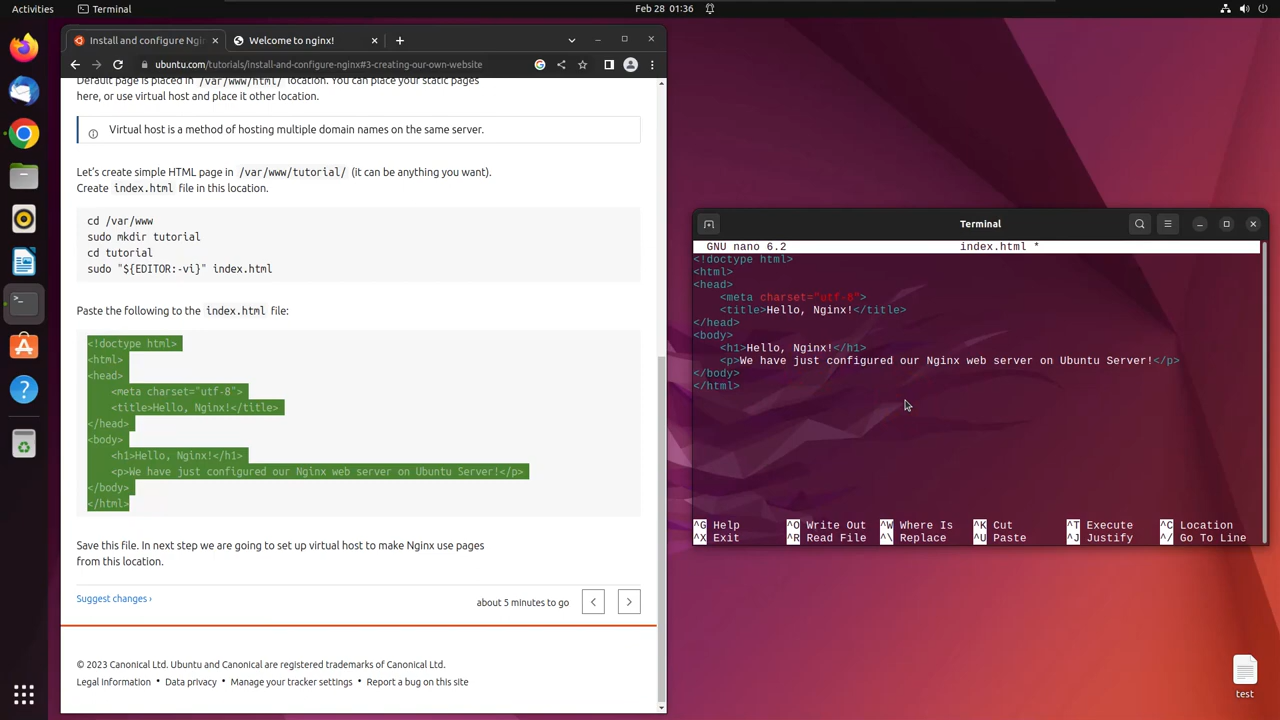 Activities
Terminal
Feb 28 01:36
Install and configure Ngi
Welcome to nginx!
ubuntu.com/tutorials/install-and-configure-nginx#3-creating-our-own-website
Default page is placed in /var/www/html/ location. You can place your static pages
here, or use virtual host and place it other location.
Virtual host is a method of hosting multiple domain names on the same server.
Let's create simple HTML page in /var/www/tutorial/ (it can be anything you want).
Create index.html file in this location.
cd /var/www
sudo mkdir tutorial
cd tutorial
sudo "${EDITOR:-vi}" index.html
Paste the following to the index.html file:
<!doctype html>
<html>
<head>
    <meta charset="utf-8">
    <title>Hello, Nginx!</title>
</head>
<body>
    <h1>Hello, Nginx!</h1>
    <p>We have just configured our Nginx web server on Ubuntu Server!</p>
</body>
</html>
Save this file. In next step we are going to set up virtual host to make Nginx use pages
from this location.
Suggest changes ›
about 5 minutes to go
© 2023 Canonical Ltd. Ubuntu and Canonical are registered trademarks of Canonical Ltd.
Legal information • Data privacy • Manage your tracker settings • Report a bug on this site
Terminal
GNU nano 6.2 index.html *
<!doctype html>
<html>
<head>
    <meta charset="utf-8">
    <title>Hello, Nginx!</title>
</head>
<body>
    <h1>Hello, Nginx!</h1>
    <p>We have just configured our Nginx web server on Ubuntu Server!</p>
</body>
</html>
^G Help ^O Write Out ^W Where Is ^K Cut ^T Execute ^C Location
^X Exit ^R Read File ^\ Replace ^U Paste ^J Justify ^/ Go To Line
test